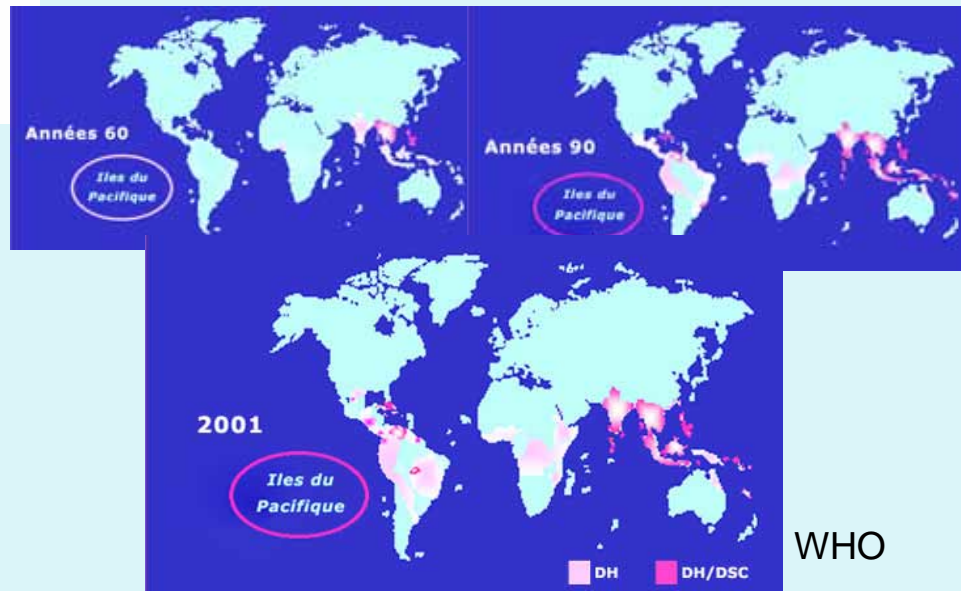 Années 60
Iles du
Pacifique
Années 90
Iles du
Pacifique
2001
Iles du
Pacifique
DH
DH/DSC
WHO